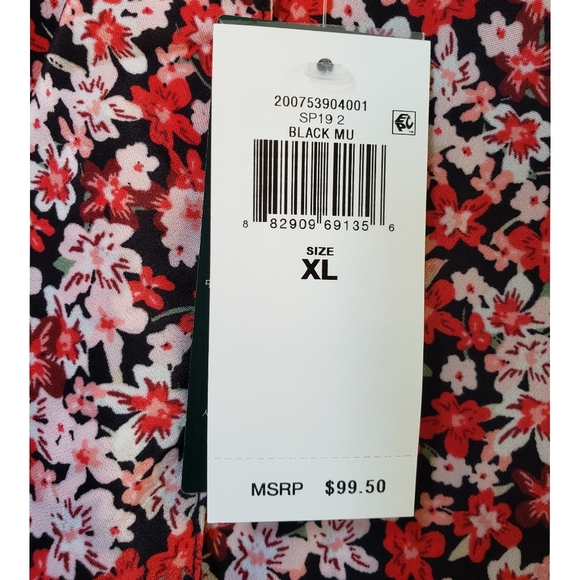 200753904001
SP19 2
BLACK MU
8 82909 69135 6
SIZE
XL
MSRP $99.50